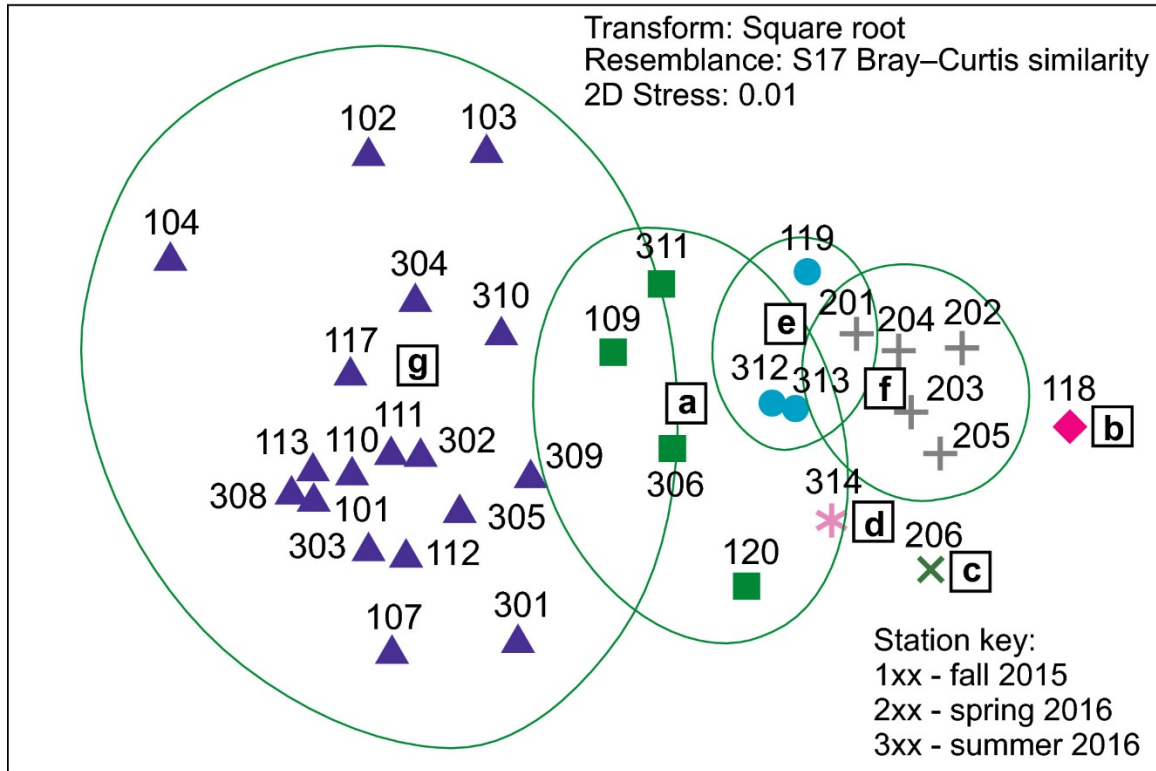 Transform: Square root
Resemblance: S17 Bray–Curtis similarity
2D Stress: 0.01
102
103
104
311
119
304
310
201
204
202
109
e
117
g
312
313
f
a
203
118
b
111
113
110
302
309
205
308
306
314
101
305
d
206
303
112
120
c
107
301
Station key:
1xx - fall 2015
2xx - spring 2016
3xx - summer 2016